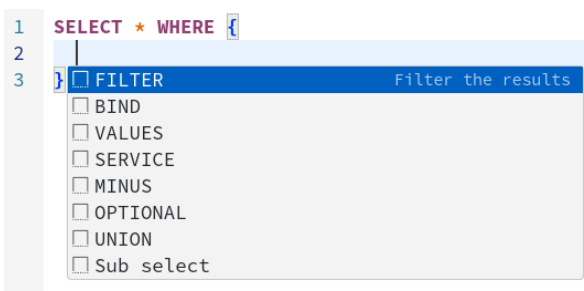 1 SELECT * WHERE {
2
3 }
FILTER Filter the results
BIND
VALUES
SERVICE
MINUS
OPTIONAL
UNION
Sub select